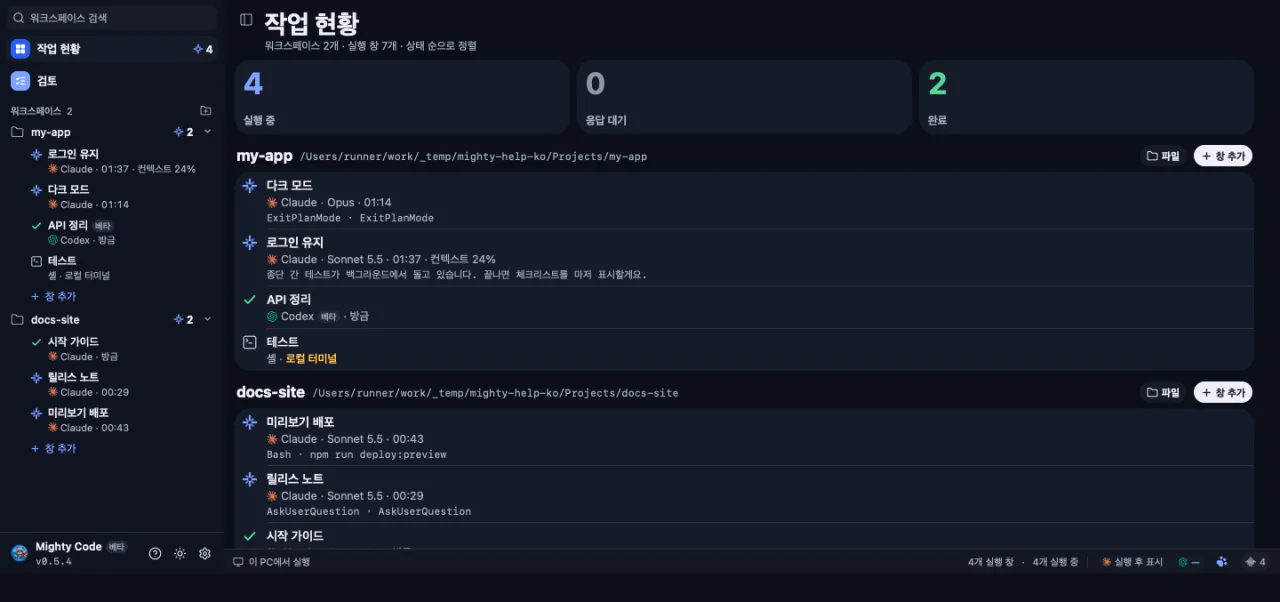 워크스페이스 검색
작업 현황 4
검토
워크스페이스 2
my-app 2
로그인 유지
Claude · 01:37 · 컨텍스트 24%
다크 모드
Claude · 01:14
API 정리 베타
Codex · 방금
테스트
셸 · 로컬 터미널
+ 창 추가
docs-site 2
시작 가이드
Claude · 방금
릴리스 노트
Claude · 00:29
미리보기 배포
Claude · 00:43
+ 창 추가
Mighty Code 베타
v0.5.4
작업 현황
워크스페이스 2개 · 실행 창 7개 · 상태 순으로 정렬
4
실행 중
0
응답 대기
2
완료
my-app /Users/runner/work/_temp/mighty-help-ko/Projects/my-app 파일 + 창 추가
다크 모드
Claude · Opus · 01:14
ExitPlanMode · ExitPlanMode
로그인 유지
Claude · Sonnet 5.5 · 01:37 · 컨텍스트 24%
종단 간 테스트가 백그라운드에서 돌고 있습니다. 끝나면 체크리스트를 마저 표시할게요.
API 정리
Codex 베타 · 방금
테스트
셸 · 로컬 터미널
docs-site /Users/runner/work/_temp/mighty-help-ko/Projects/docs-site 파일 + 창 추가
미리보기 배포
Claude · Sonnet 5.5 · 00:43
Bash · npm run deploy:preview
릴리스 노트
Claude · Sonnet 5.5 · 00:29
AskUserQuestion · AskUserQuestion
시작 가이드
이 PC에서 실행
4개 실행 창 · 4개 실행 중 실행 후 표시 — 4